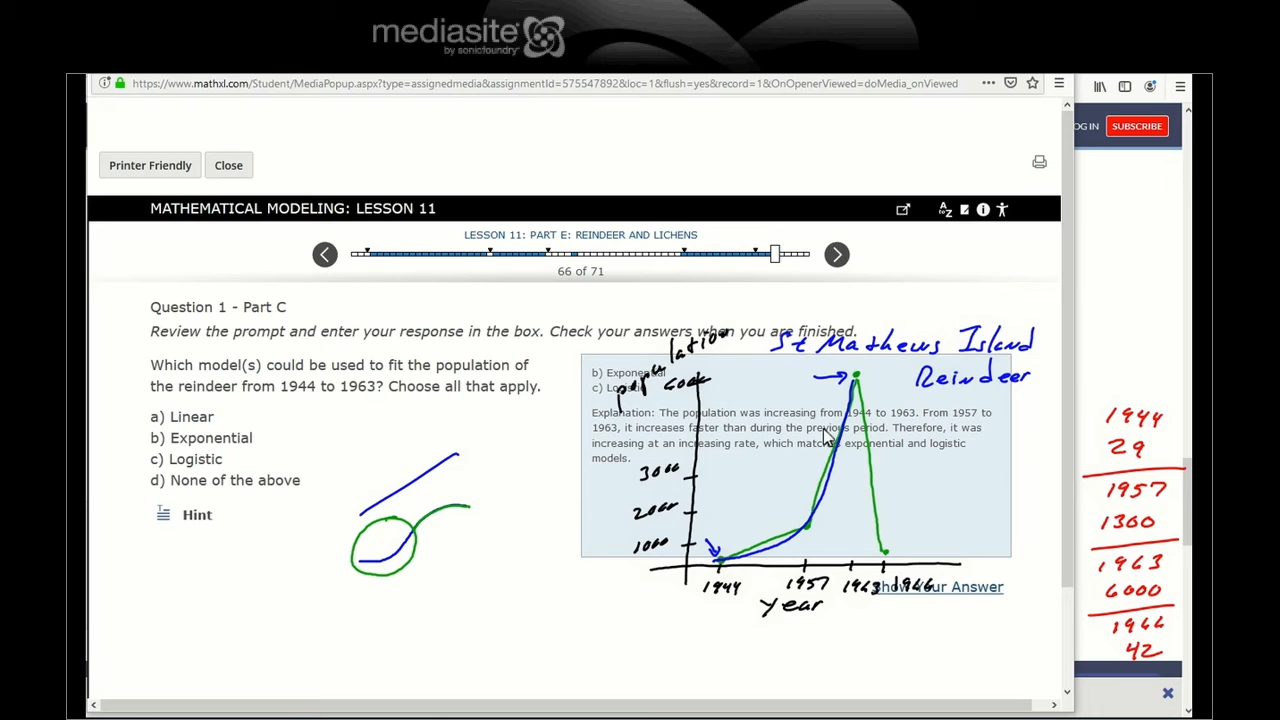 mediasite
by sonicfoundry
https://www.mathxl.com/Student/MediaPopup.aspx?type=assignedmedia&assignmentId=575547892&loc=1&flush=yes&record=1&OnOpenerViewed=doMedia_onViewed
OG IN
SUBSCRIBE
Printer Friendly
Close
MATHEMATICAL MODELING: LESSON 11
LESSON 11: PART E: REINDEER AND LICHENS
66 of 71
Question 1 - Part C
Review the prompt and enter your response in the box. Check your answers when you are finished.
Which model(s) could be used to fit the population of
the reindeer from 1944 to 1963? Choose all that apply.
a) Linear
b) Exponential
c) Logistic
d) None of the above
Hint
St Mathews Island
Reindeer
population
b) Exponential
c) Logistic
Explanation: The population was increasing from 1944 to 1963. From 1957 to
1963, it increases faster than during the previous period. Therefore, it was
increasing at an increasing rate, which matches exponential and logistic
models.
3000
2000
1000
1944
1957
1963
1966
year
Show Your Answer
1944
29
1957
1300
1963
6000
1966
42